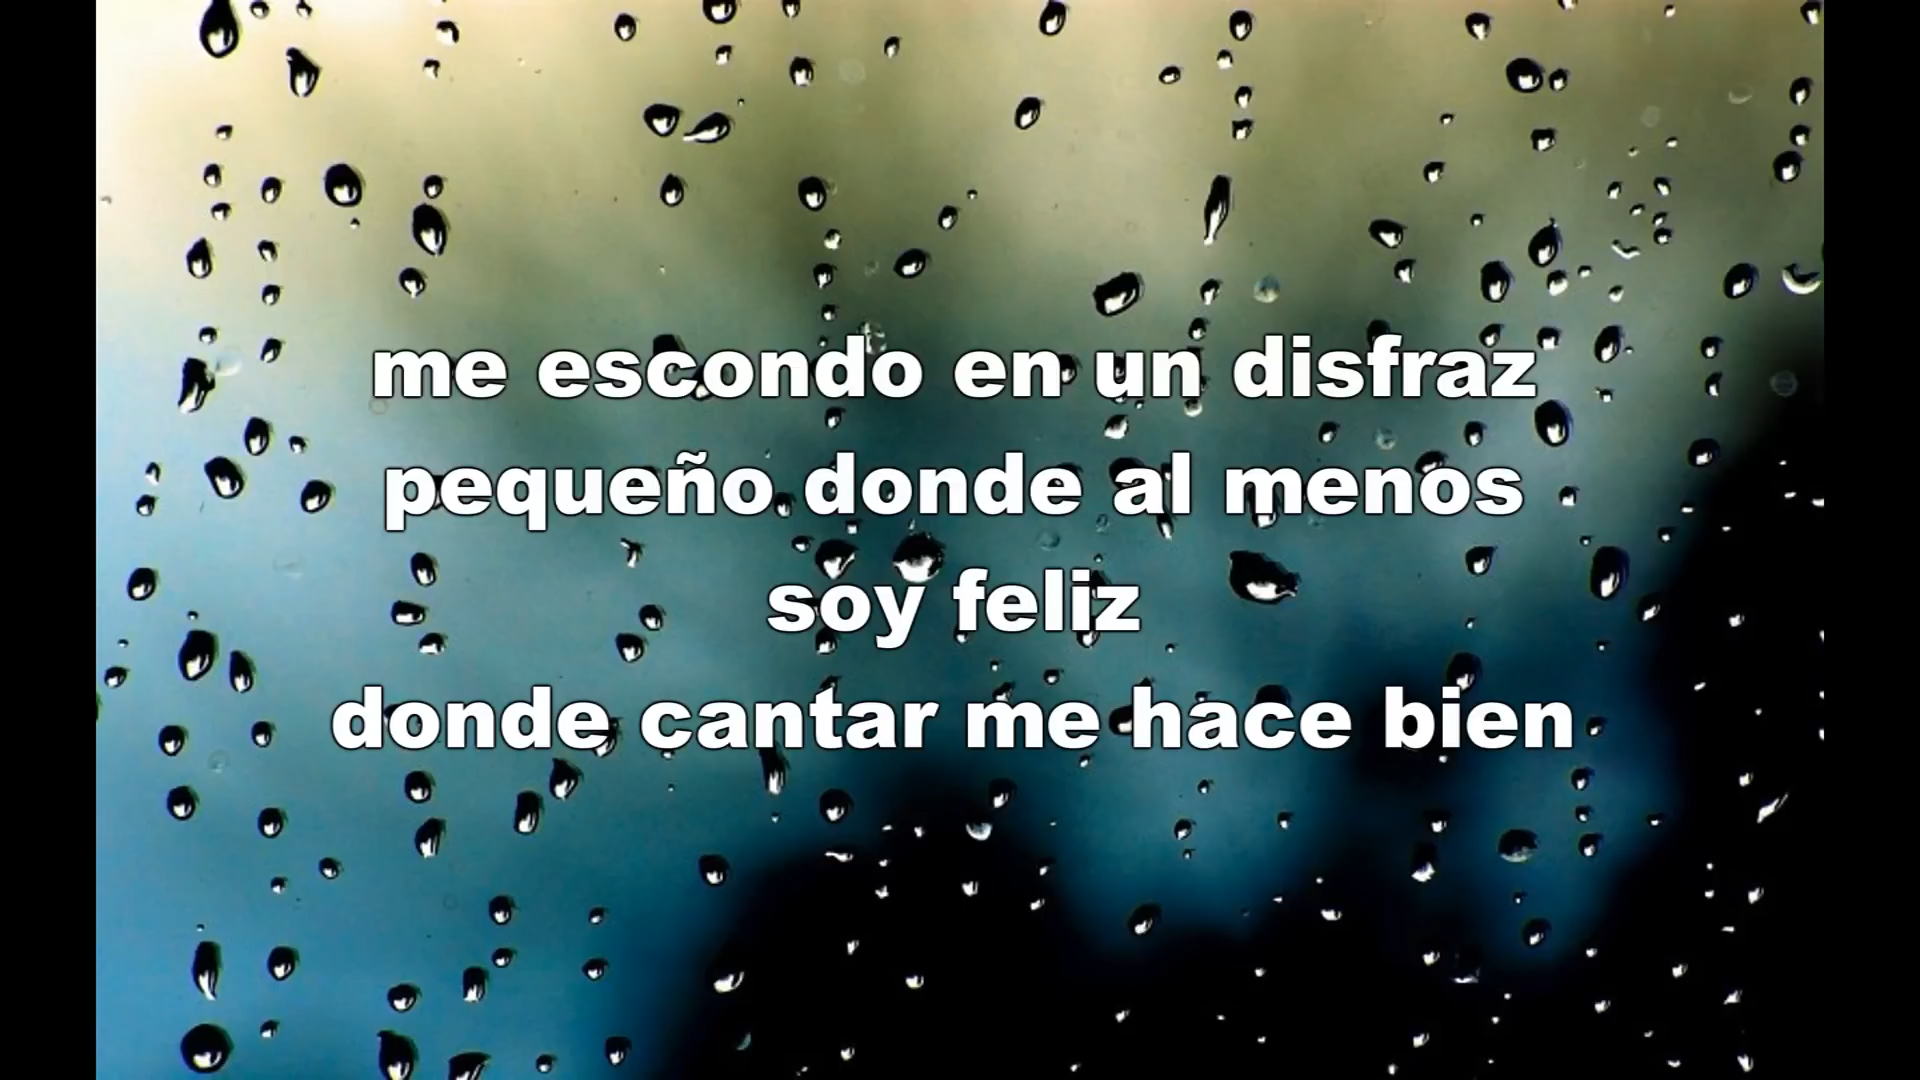 me escondo en un disfraz
pequeño donde al menos
soy feliz
donde cantar me hace bien